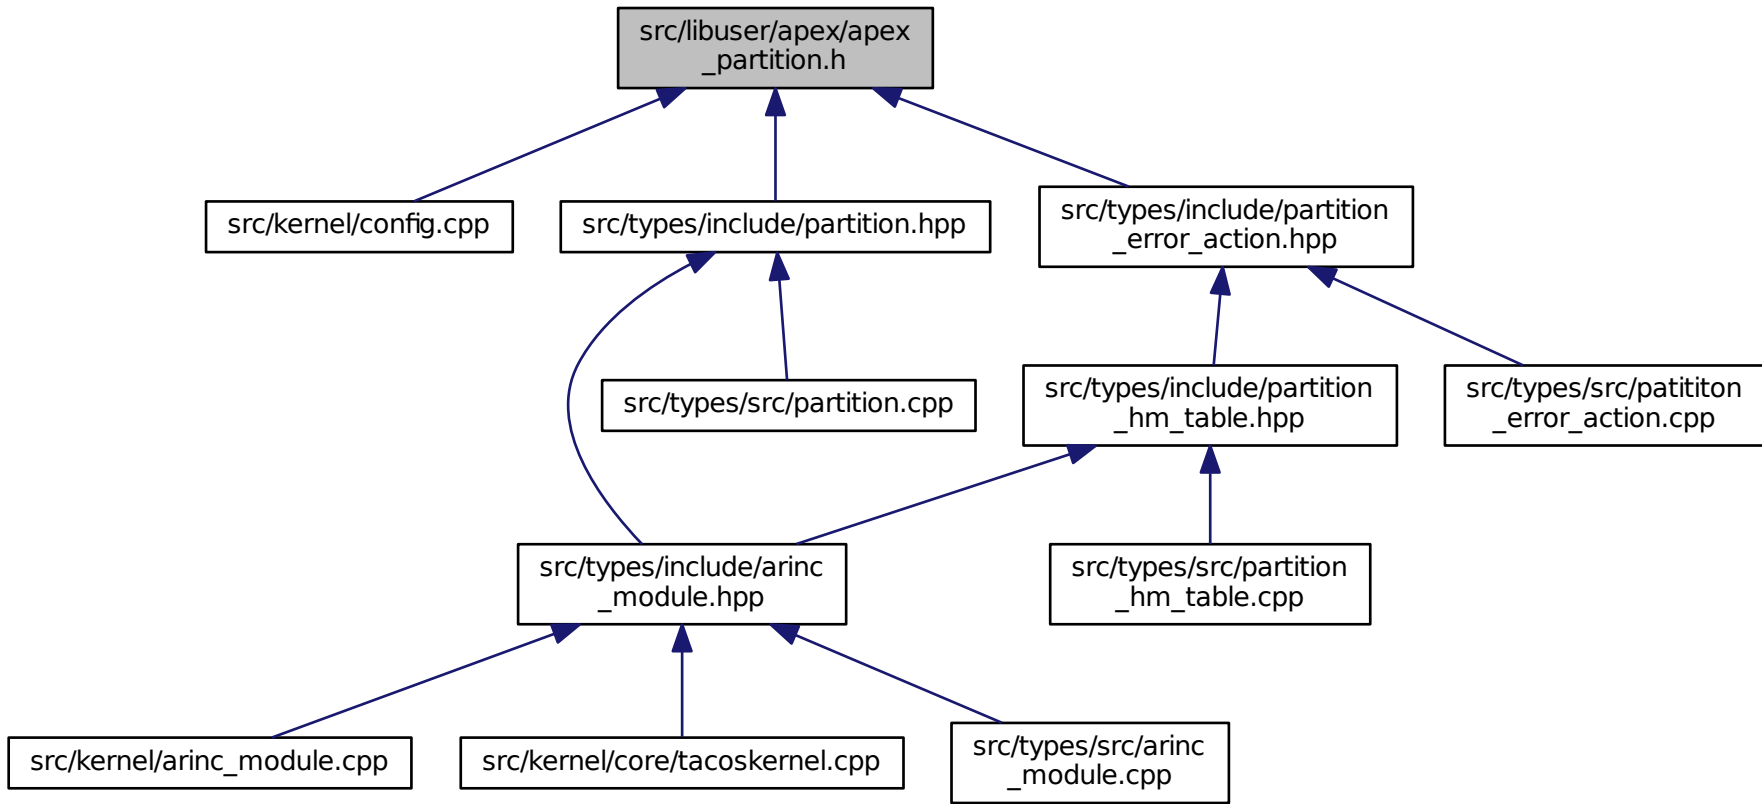 src/libuser/apex/apex
_partition.h
src/kernel/config.cpp
src/types/include/partition.hpp
src/types/include/partition
_error_action.hpp
src/types/src/partition.cpp
src/types/include/partition
_hm_table.hpp
src/types/src/patititon
_error_action.cpp
src/types/include/arinc
_module.hpp
src/types/src/partition
_hm_table.cpp
src/kernel/arinc_module.cpp
src/kernel/core/tacoskernel.cpp
src/types/src/arinc
_module.cpp